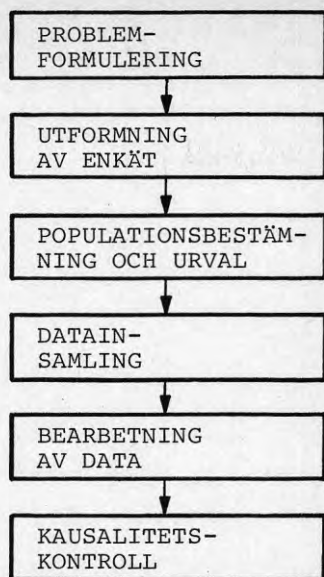 PROBLEM-
FORMULERING
UTFORMNING
AV ENKÄT
POPULATIONSBESTÄM-
NING OCH URVAL
DATAIN-
SAMLING
BEARBETNING
AV DATA
KAUSALITETS-
KONTROLL